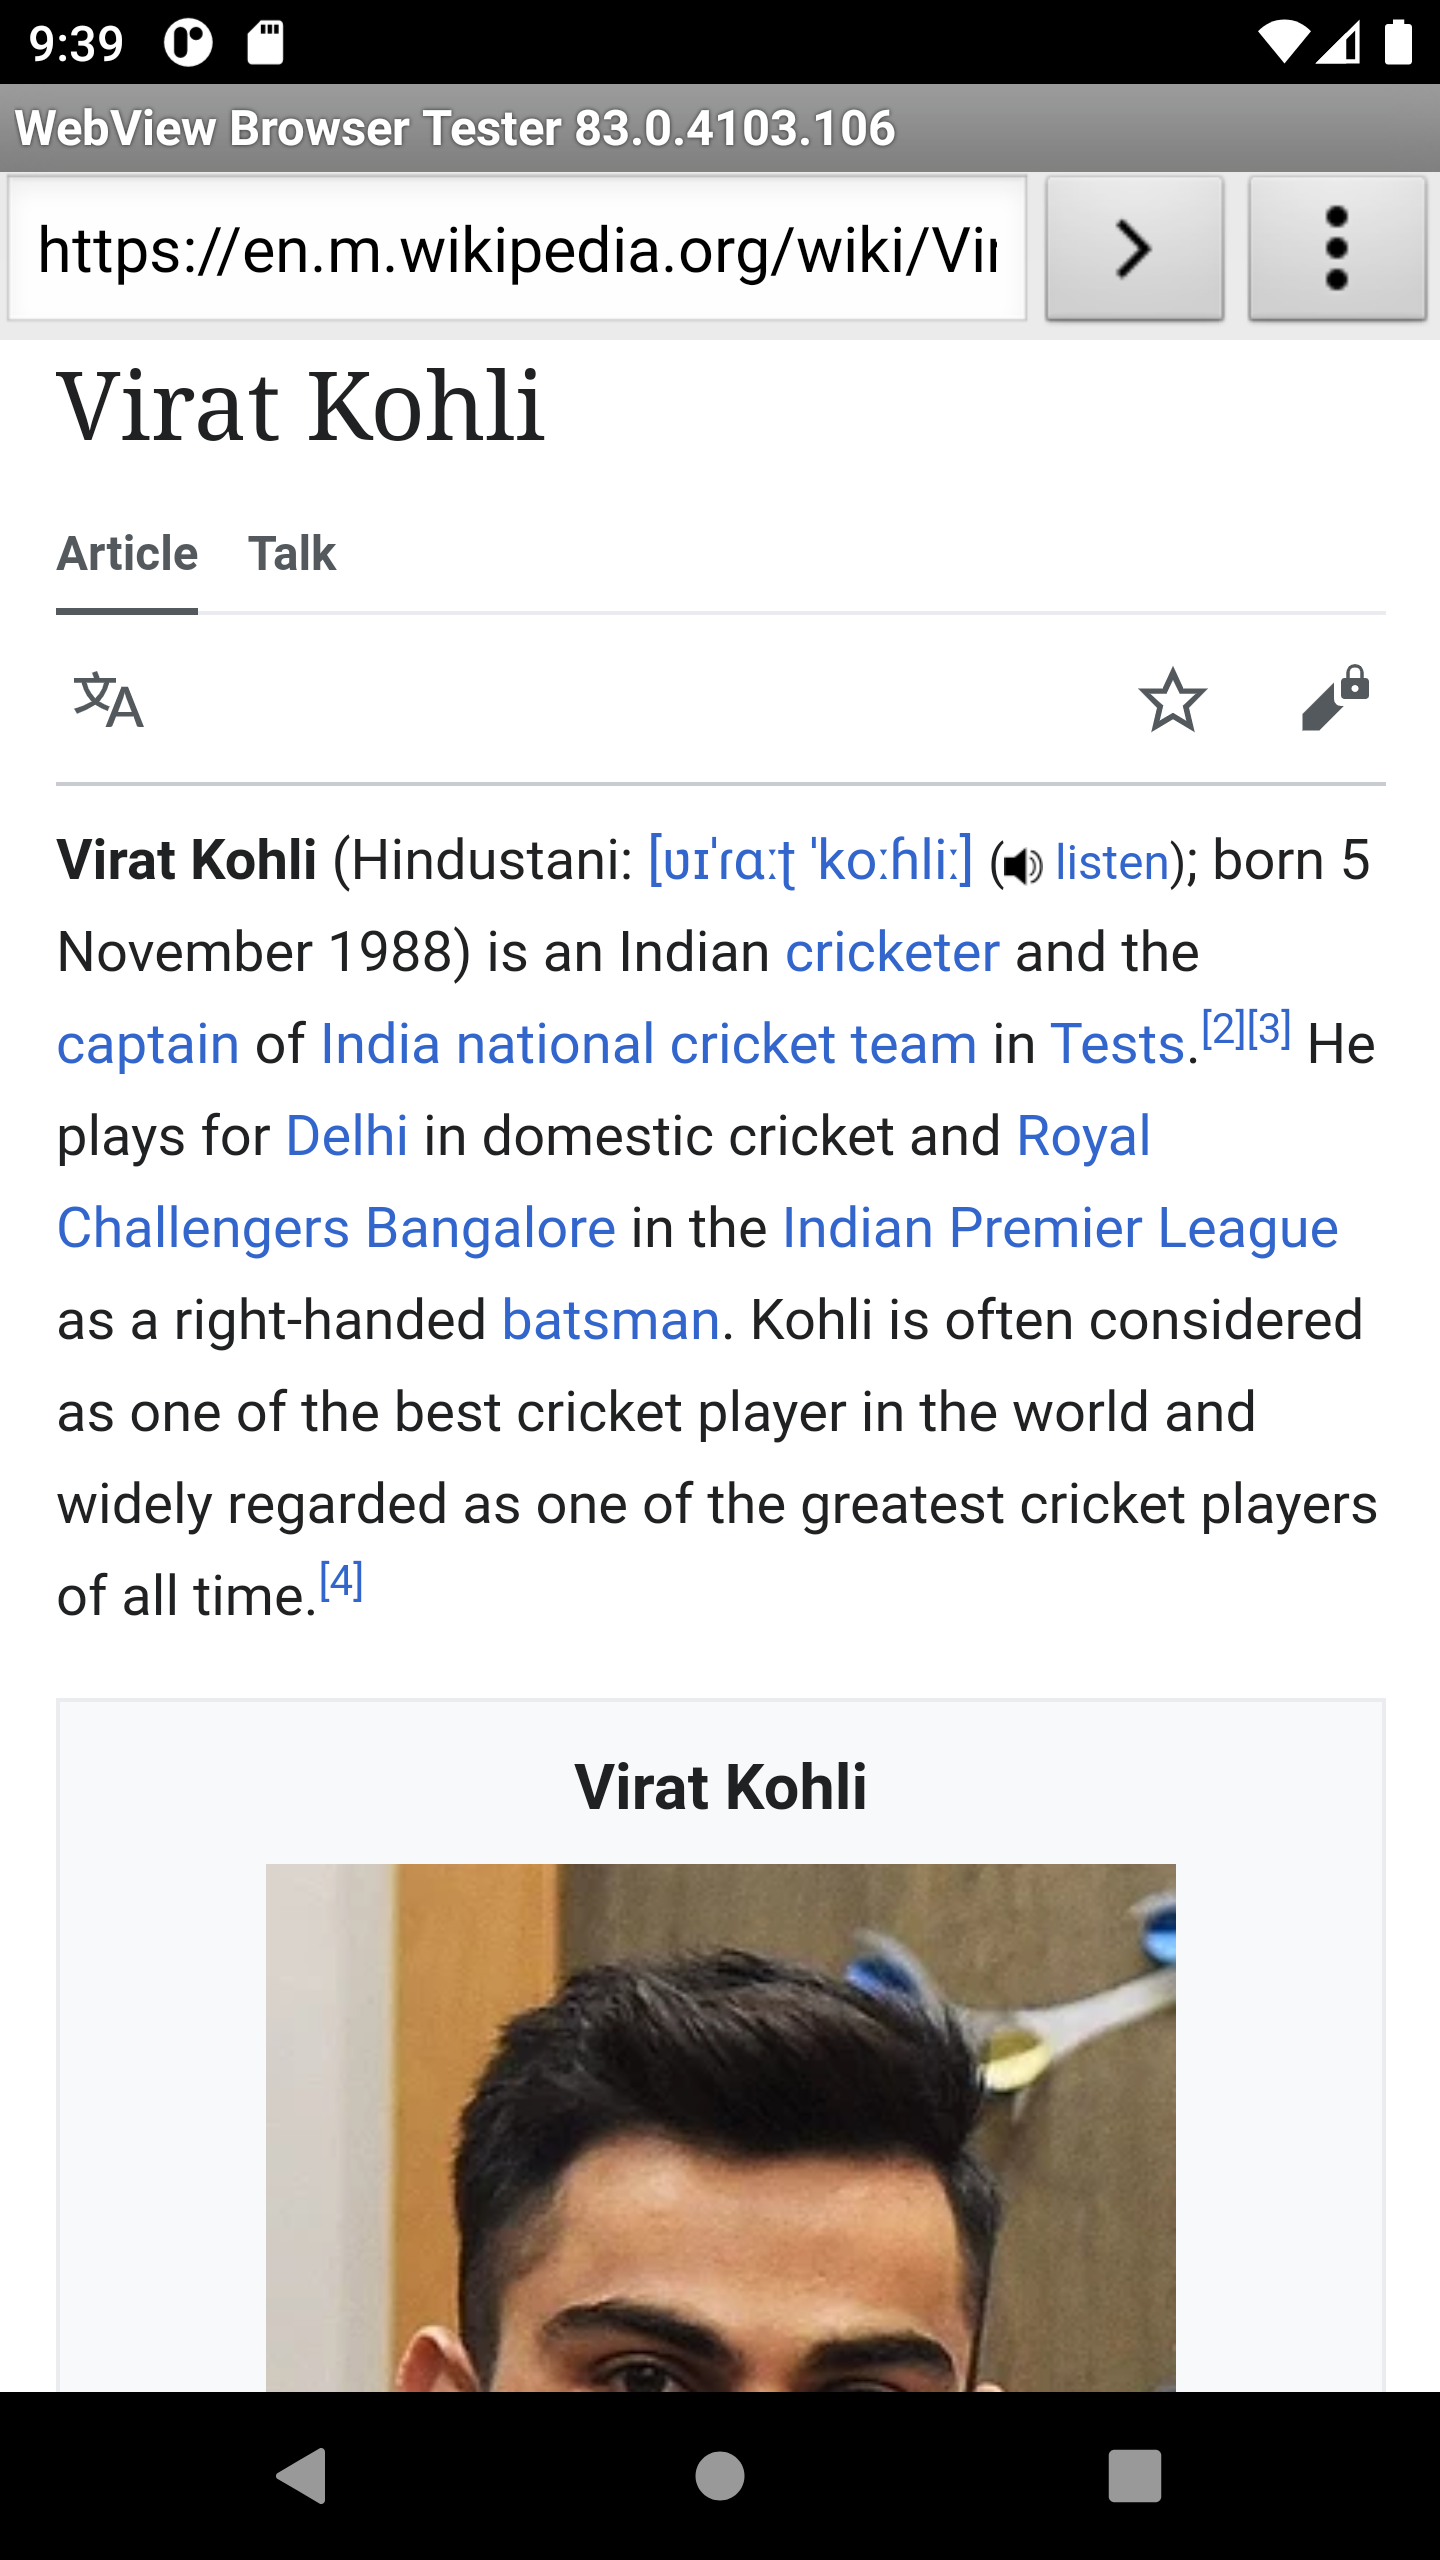 9:39
WebView Browser Tester 83.0.4103.106
https://en.m.wikipedia.org/wiki/Vir
Virat Kohli
Article Talk
文A
Virat Kohli (Hindustani: [ʋɪˈɾɑːʈ ˈkoːɦliː] (listen); born 5
November 1988) is an Indian cricketer and the
captain of India national cricket team in Tests.[2][3] He
plays for Delhi in domestic cricket and Royal
Challengers Bangalore in the Indian Premier League
as a right-handed batsman. Kohli is often considered
as one of the best cricket player in the world and
widely regarded as one of the greatest cricket players
of all time.[4]
Virat Kohli